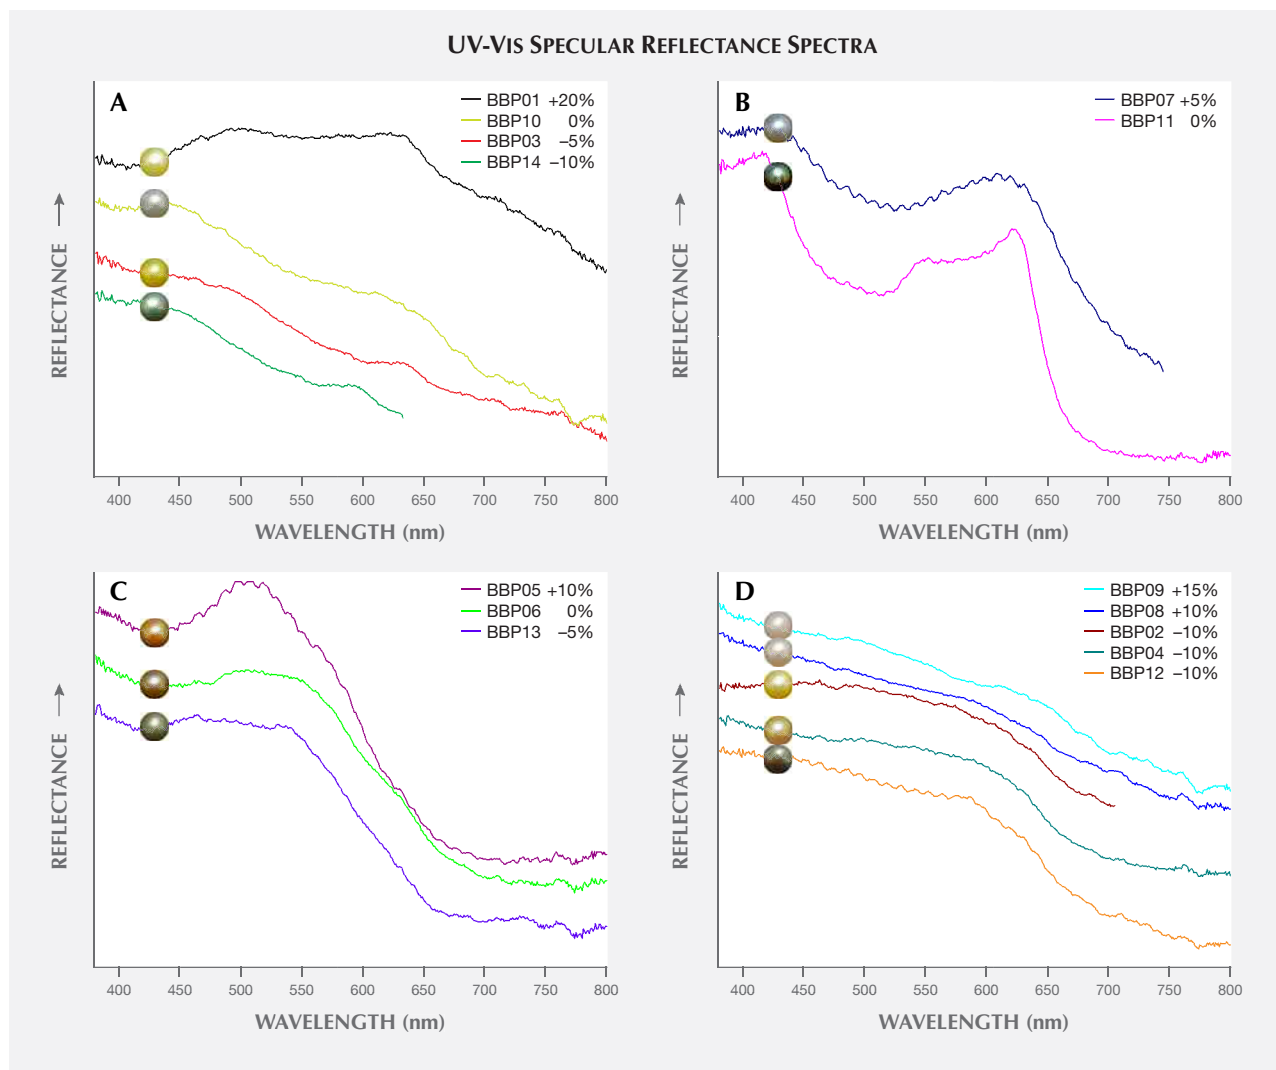 UV-VIS SPECULAR REFLECTANCE SPECTRA
A
BBP01 +20%
BBP10 0%
BBP03 –5%
BBP14 –10%
REFLECTANCE
400 450 500 550 600 650 700 750 800
WAVELENGTH (nm)
B
BBP07 +5%
BBP11 0%
REFLECTANCE
400 450 500 550 600 650 700 750 800
WAVELENGTH (nm)
C
BBP05 +10%
BBP06 0%
BBP13 –5%
REFLECTANCE
400 450 500 550 600 650 700 750 800
WAVELENGTH (nm)
D
BBP09 +15%
BBP08 +10%
BBP02 –10%
BBP04 –10%
BBP12 –10%
REFLECTANCE
400 450 500 550 600 650 700 750 800
WAVELENGTH (nm)